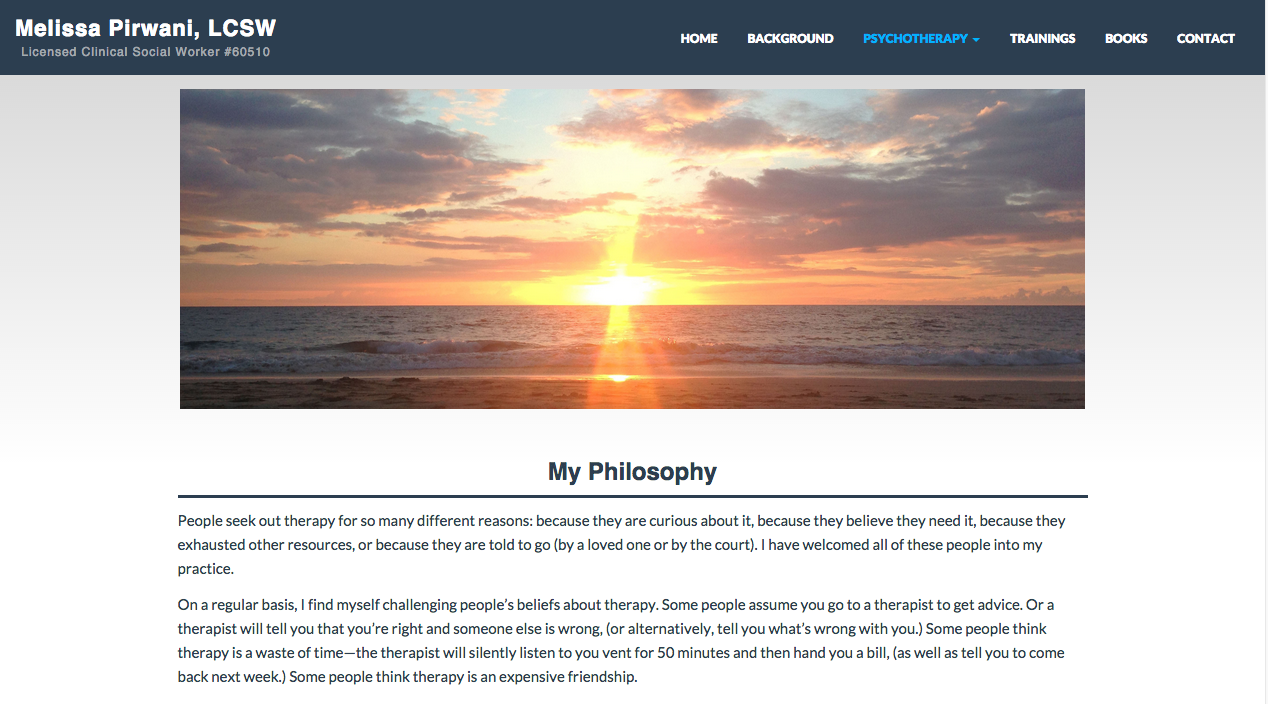 Melissa Pirwani, LCSW
Licensed Clinical Social Worker #60510
HOME BACKGROUND PSYCHOTHERAPY TRAININGS BOOKS CONTACT
My Philosophy
People seek out therapy for so many different reasons: because they are curious about it, because they believe they need it, because they
exhausted other resources, or because they are told to go (by a loved one or by the court). I have welcomed all of these people into my
practice.
On a regular basis, I find myself challenging people’s beliefs about therapy. Some people assume you go to a therapist to get advice. Or a
therapist will tell you that you’re right and someone else is wrong, (or alternatively, tell you what’s wrong with you.) Some people think
therapy is a waste of time—the therapist will silently listen to you vent for 50 minutes and then hand you a bill, (as well as tell you to come
back next week.) Some people think therapy is an expensive friendship.